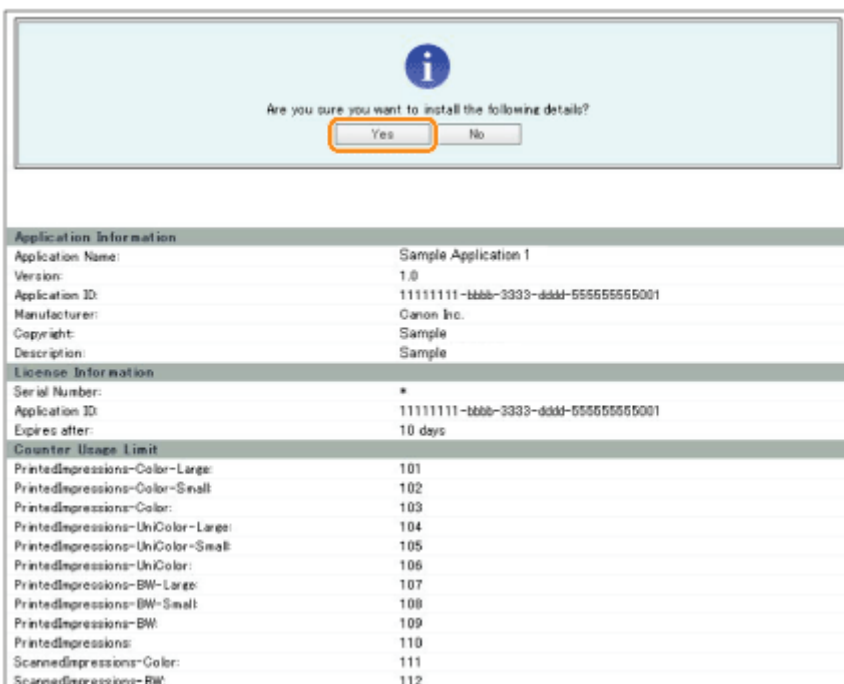 Are you sure you want to install the following details?
Yes No
Application Information
Application Name: Sample Application 1
Version: 1.0
Application ID: 11111111-bbbb-3333-dddd-555555555001
Manufacturer: Canon Inc.
Copyright: Sample
Description: Sample
License Information
Serial Number: *
Application ID: 11111111-bbbb-3333-dddd-555555555001
Expires after: 10 days
Counter Usage Limit
PrintedImpressions-Color-Large: 101
PrintedImpressions-Color-Small: 102
PrintedImpressions-Color: 103
PrintedImpressions-UniColor-Large: 104
PrintedImpressions-UniColor-Small: 105
PrintedImpressions-UniColor: 106
PrintedImpressions-BW-Large: 107
PrintedImpressions-BW-Small: 108
PrintedImpressions-BW: 109
PrintedImpressions: 110
ScannedImpressions-Color: 111
ScannedImpressions-BW: 112